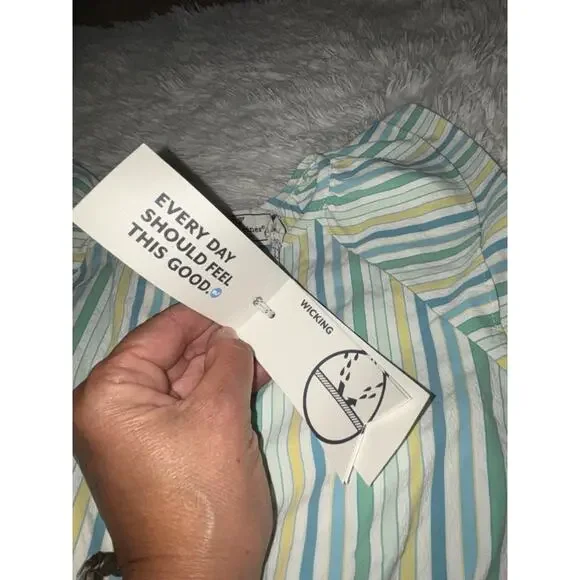 EVERY DAY
SHOULD FEEL
THIS GOOD.
WICKING